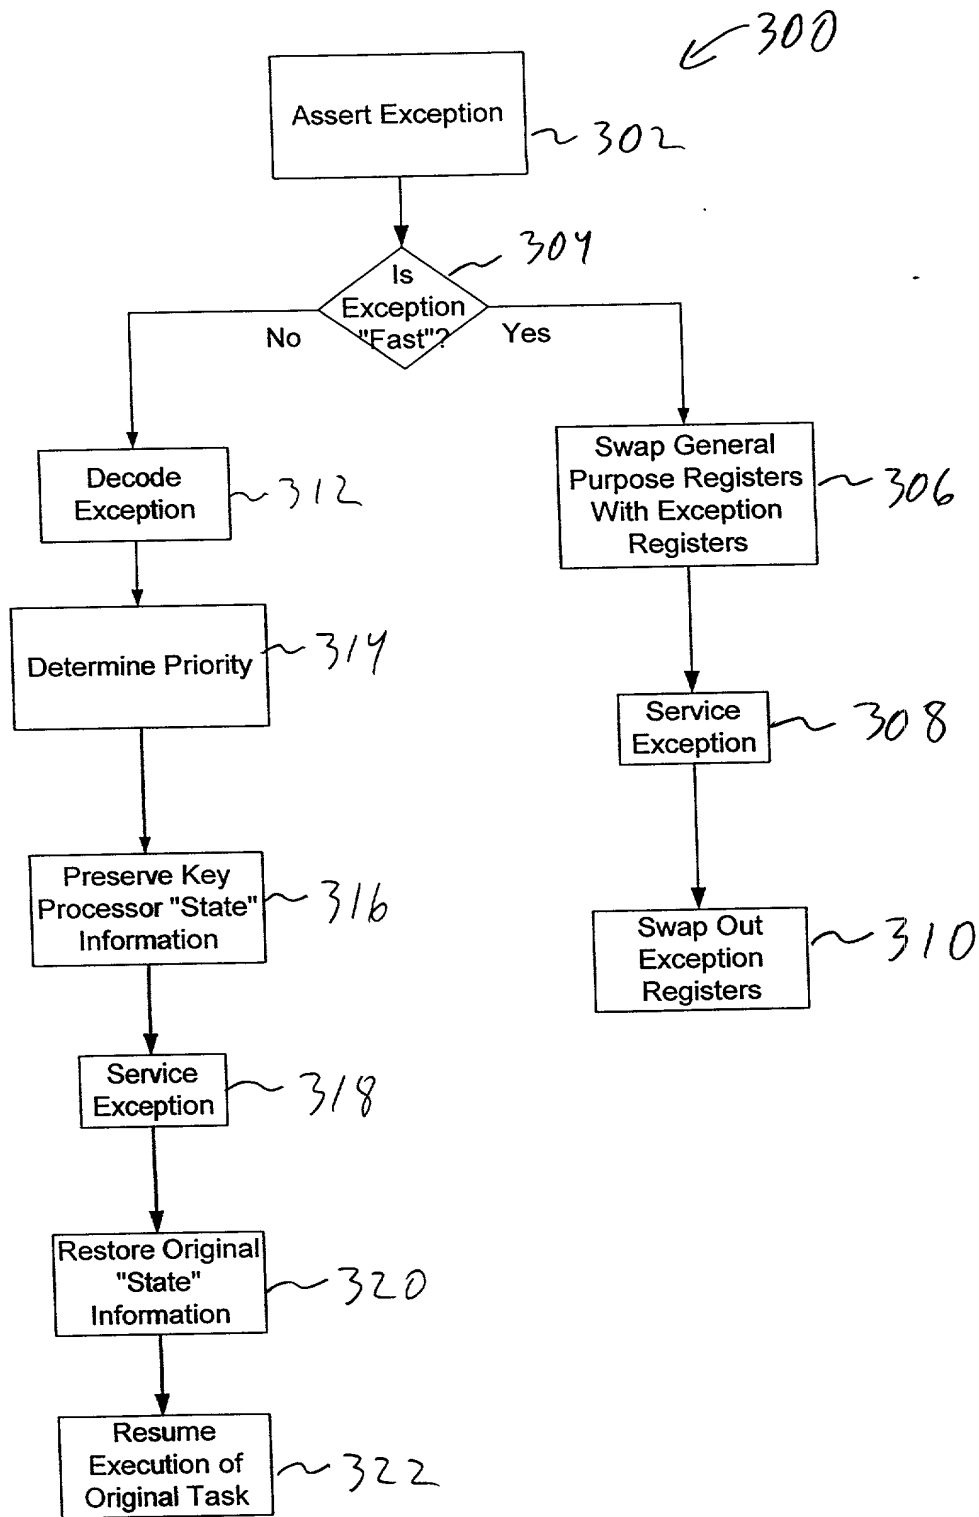 300
Assert Exception
302
304
Is
Exception
"Fast"?
No
Yes
Decode
Exception
312
Swap General
Purpose Registers
With Exception
Registers
306
Determine Priority
314
Service
Exception
308
Preserve Key
Processor "State"
Information
316
Swap Out
Exception
Registers
310
Service
Exception
318
Restore Original
"State"
Information
320
Resume
Execution of
Original Task
322